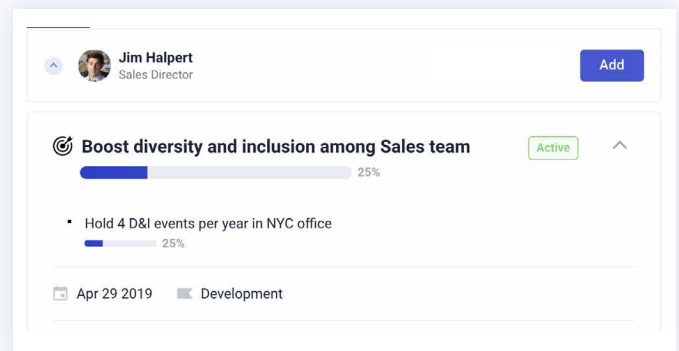 Jim Halpert
Sales Director
Add
Boost diversity and inclusion among Sales team
Active
25%
Hold 4 D&I events per year in NYC office
25%
Apr 29 2019 Development